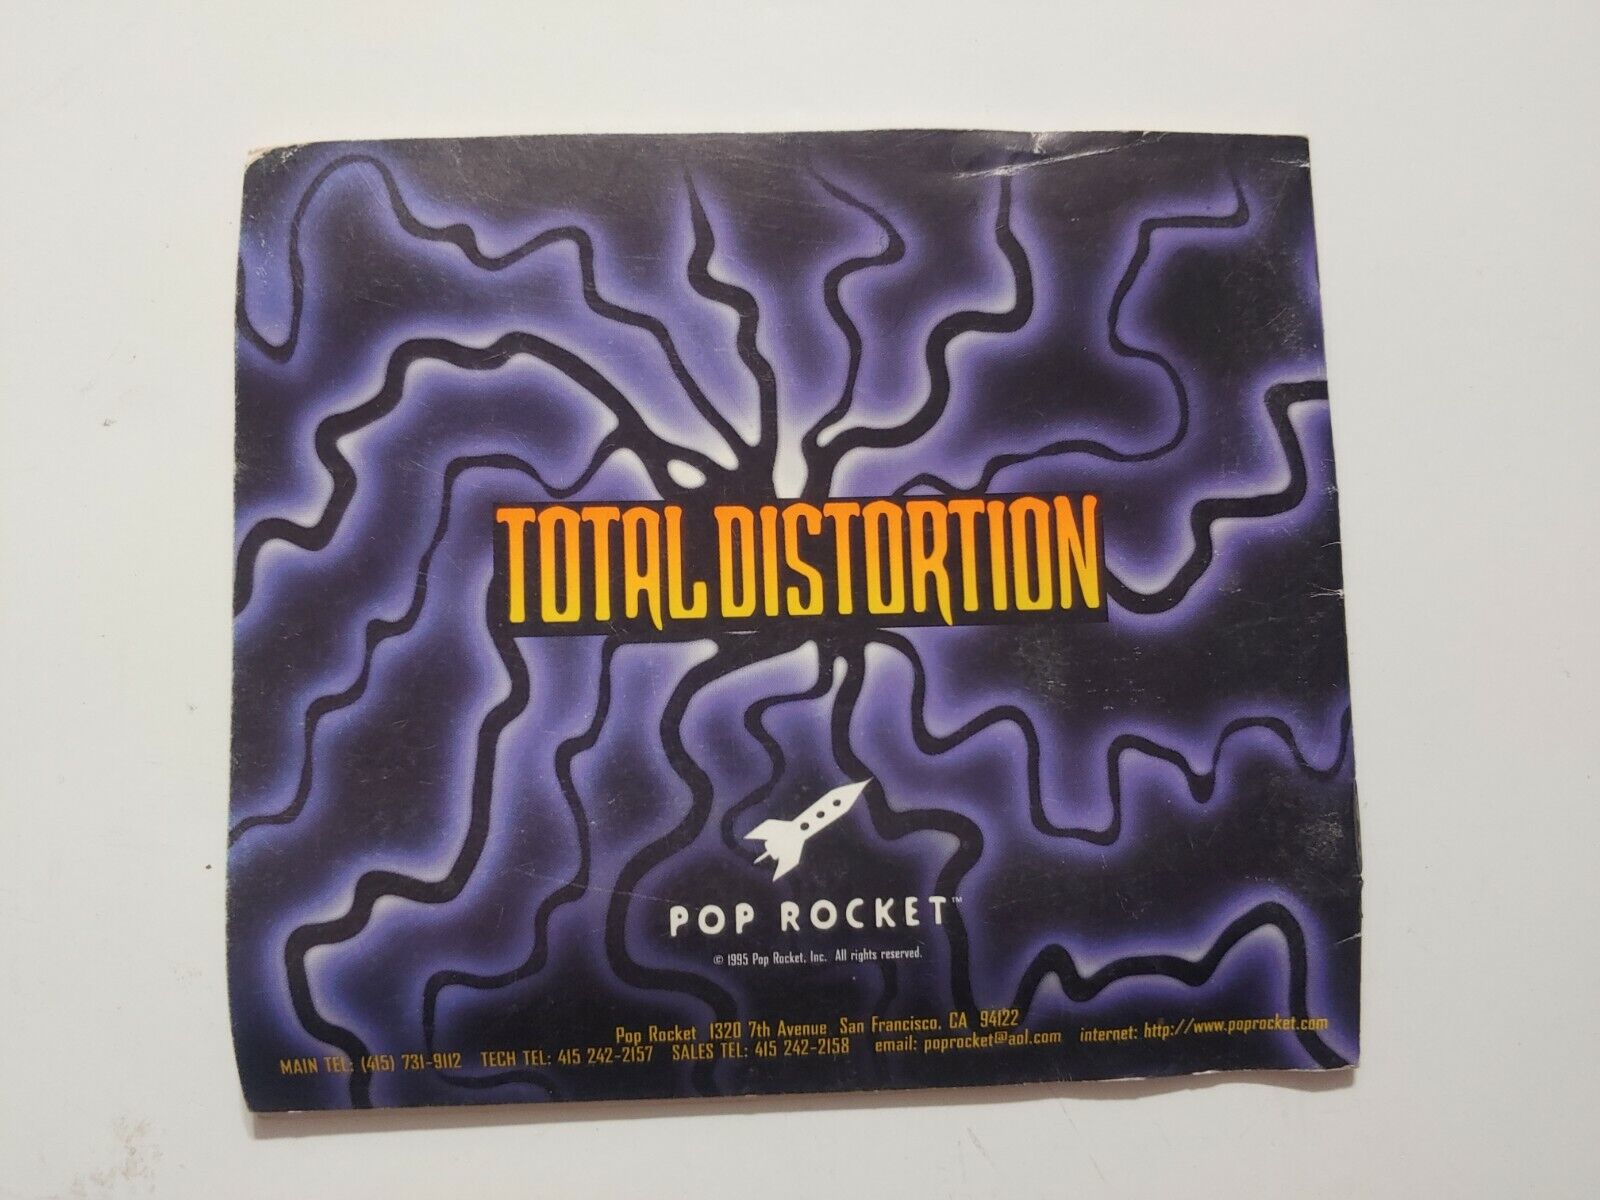 TOTAL DISTORTION
POP ROCKET™
© 1995 Pop Rocket, Inc. All rights reserved.
Pop Rocket 1320 7th Avenue San Francisco, CA 94122
MAIN TEL: (415) 731-9112 TECH TEL: 415 242-2157 SALES TEL: 415 242-2158 email: poprocket@aol.com internet: http://www.poprocket.com